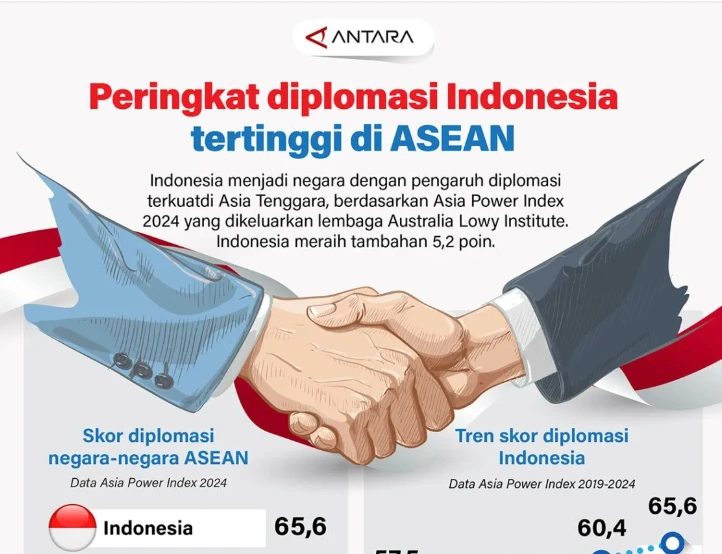 ANTARA
Peringkat diplomasi Indonesia
tertinggi di ASEAN
Indonesia menjadi negara dengan pengaruh diplomasi
terkuatdi Asia Tenggara, berdasarkan Asia Power Index
2024 yang dikeluarkan lembaga Australia Lowy Institute.
Indonesia meraih tambahan 5,2 poin.
Skor diplomasi
negara-negara ASEAN
Data Asia Power Index 2024
Indonesia 65,6
Tren skor diplomasi
Indonesia
Data Asia Power Index 2019-2024
65,6
60,4